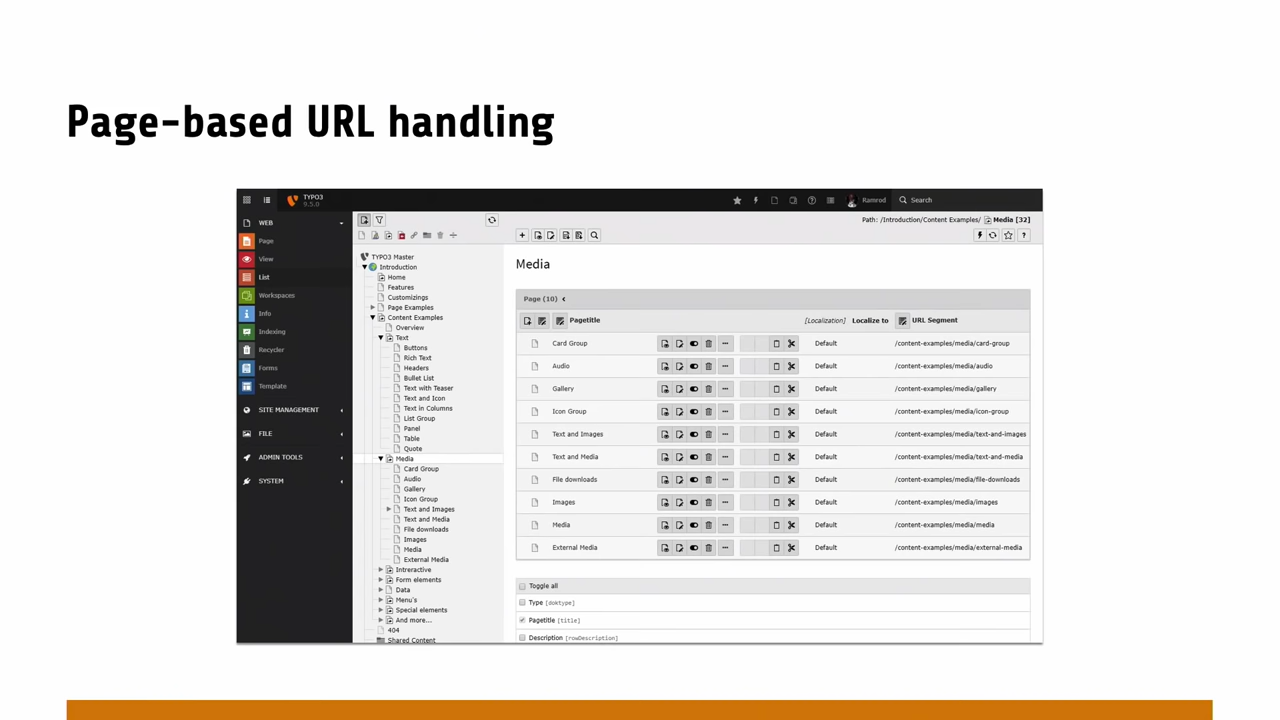 Page-based URL handling
TYPO3
9.5.0
Ramrod
Search
WEB
Page
View
List
Workspaces
Info
Indexing
Recycler
Forms
Template
SITE MANAGEMENT
FILE
ADMIN TOOLS
SYSTEM
TYPO3 Master
Introduction
Home
Features
Customizings
Page Examples
Content Examples
Overview
Text
Buttons
Rich Text
Headers
Bullet List
Text with Teaser
Text and Icon
Text in Columns
List Group
Panel
Table
Quote
Media
Card Group
Audio
Gallery
Icon Group
Text and Images
Text and Media
File downloads
Images
Media
External Media
Intreractive
Form elements
Data
Menu's
Special elements
And more...
404
Shared Content
Path: /Introduction/Content Examples/ Media [32]
Media
Page (10)
Pagetitle [Localization] Localize to URL Segment
Card Group Default /content-examples/media/card-group
Audio Default /content-examples/media/audio
Gallery Default /content-examples/media/gallery
Icon Group Default /content-examples/media/icon-group
Text and Images Default /content-examples/media/text-and-images
Text and Media Default /content-examples/media/text-and-media
File downloads Default /content-examples/media/file-downloads
Images Default /content-examples/media/images
Media Default /content-examples/media/media
External Media Default /content-examples/media/external-media
Toggle all
Type [doktype]
Pagetitle [title]
Description [rowDescription]